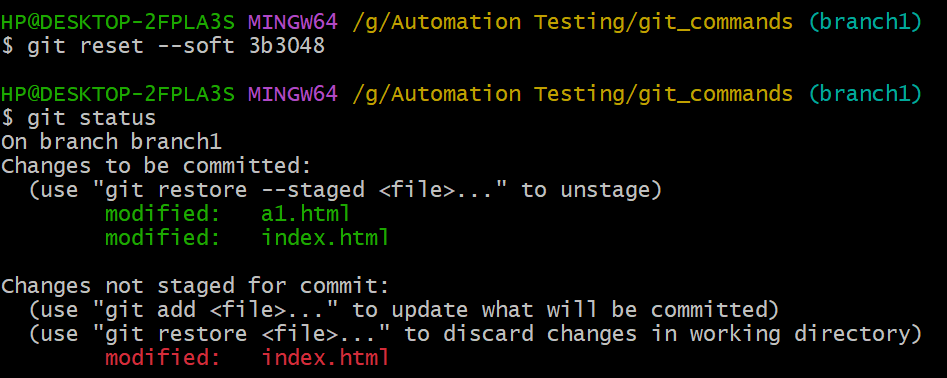 HP@DESKTOP-2FPLA3S MINGW64 /g/Automation Testing/git_commands (branch1)
$ git reset --soft 3b3048

HP@DESKTOP-2FPLA3S MINGW64 /g/Automation Testing/git_commands (branch1)
$ git status
On branch branch1
Changes to be committed:
  (use "git restore --staged <file>..." to unstage)
        modified:   a1.html
        modified:   index.html

Changes not staged for commit:
  (use "git add <file>..." to update what will be committed)
  (use "git restore <file>..." to discard changes in working directory)
        modified:   index.html